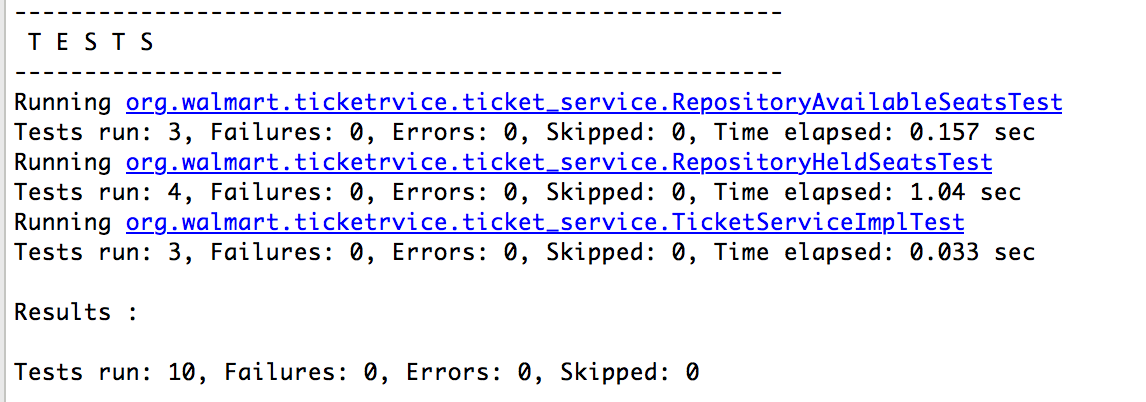 -------------------------------------------------------
T E S T S
-------------------------------------------------------
Running org.walmart.ticketrvice.ticket_service.RepositoryAvailableSeatsTest
Tests run: 3, Failures: 0, Errors: 0, Skipped: 0, Time elapsed: 0.157 sec
Running org.walmart.ticketrvice.ticket_service.RepositoryHeldSeatsTest
Tests run: 4, Failures: 0, Errors: 0, Skipped: 0, Time elapsed: 1.04 sec
Running org.walmart.ticketrvice.ticket_service.TicketServiceImplTest
Tests run: 3, Failures: 0, Errors: 0, Skipped: 0, Time elapsed: 0.033 sec
Results :
Tests run: 10, Failures: 0, Errors: 0, Skipped: 0